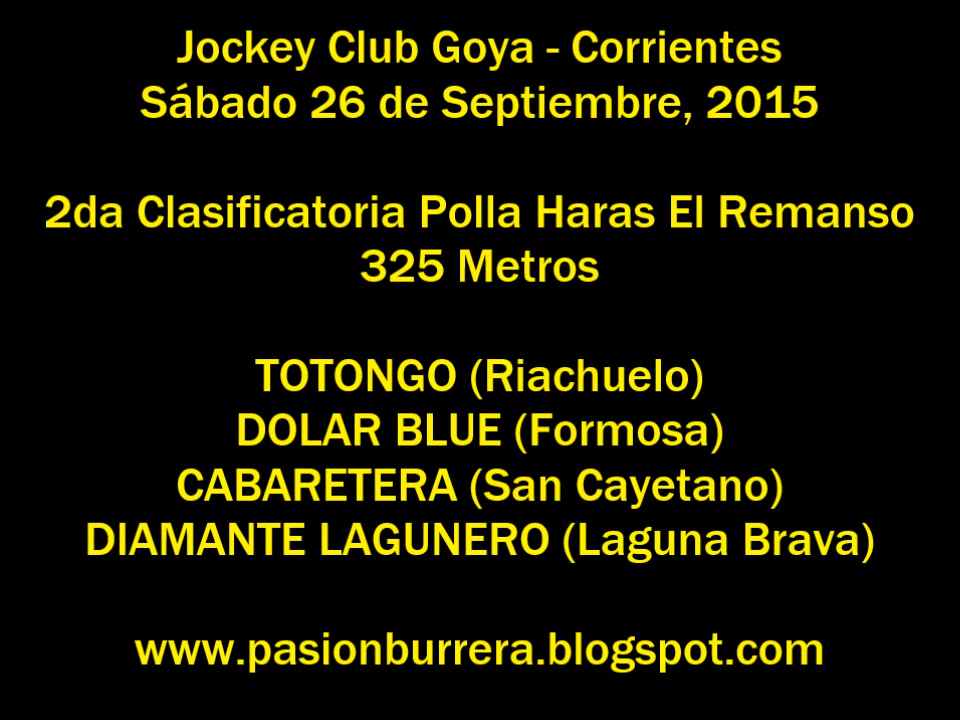 Jockey Club Goya - Corrientes
Sábado 26 de Septiembre, 2015
2da Clasificatoria Polla Haras El Remanso
325 Metros
TOTONGO (Riachuelo)
DOLAR BLUE (Formosa)
CABARETERA (San Cayetano)
DIAMANTE LAGUNERO (Laguna Brava)
www.pasionburrera.blogspot.com